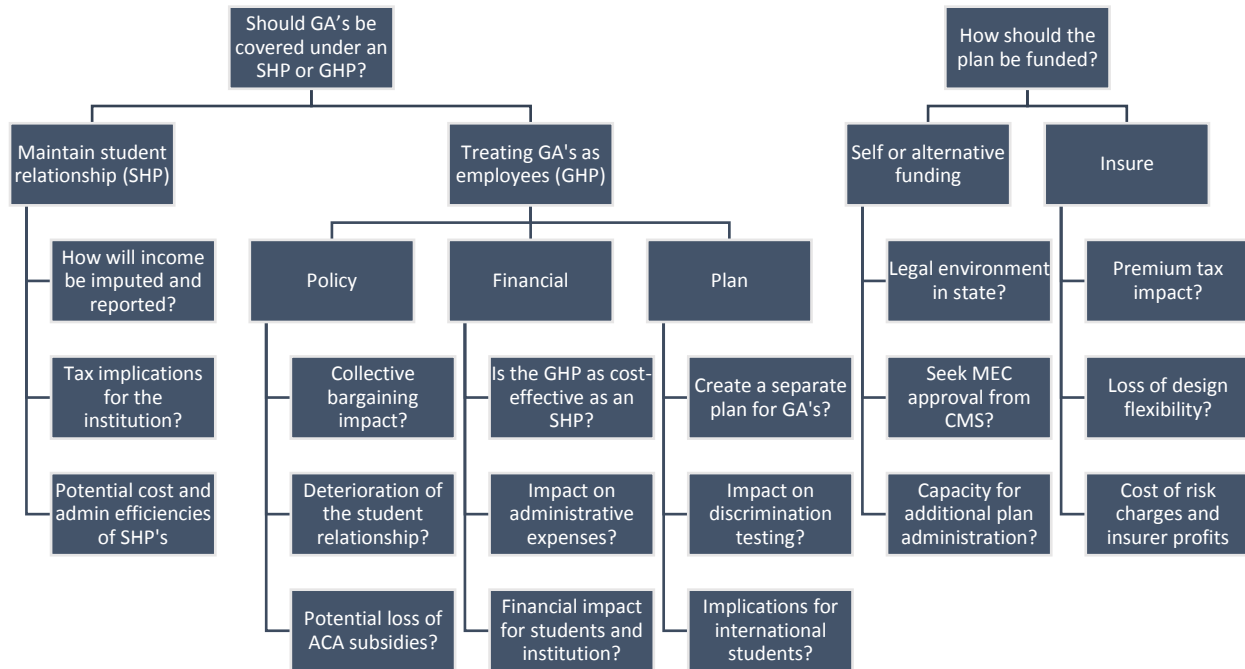 Should GA’s be
covered under an
SHP or GHP?
Maintain student
relationship (SHP)
How will income
be imputed and
reported?
Tax implications
for the
institution?
Potential cost and
admin efficiencies
of SHP's
Treating GA's as
employees (GHP)
Policy
Collective
bargaining
impact?
Deterioration of
the student
relationship?
Potential loss of
ACA subsidies?
Financial
Is the GHP as cost-
effective as an
SHP?
Impact on
administrative
expenses?
Financial impact
for students and
institution?
Plan
Create a separate
plan for GA's?
Impact on
discrimination
testing?
Implications for
international
students?
How should the
plan be funded?
Self or alternative
funding
Legal environment
in state?
Seek MEC
approval from
CMS?
Capacity for
additional plan
administration?
Insure
Premium tax
impact?
Loss of design
flexibility?
Cost of risk
charges and
insurer profits